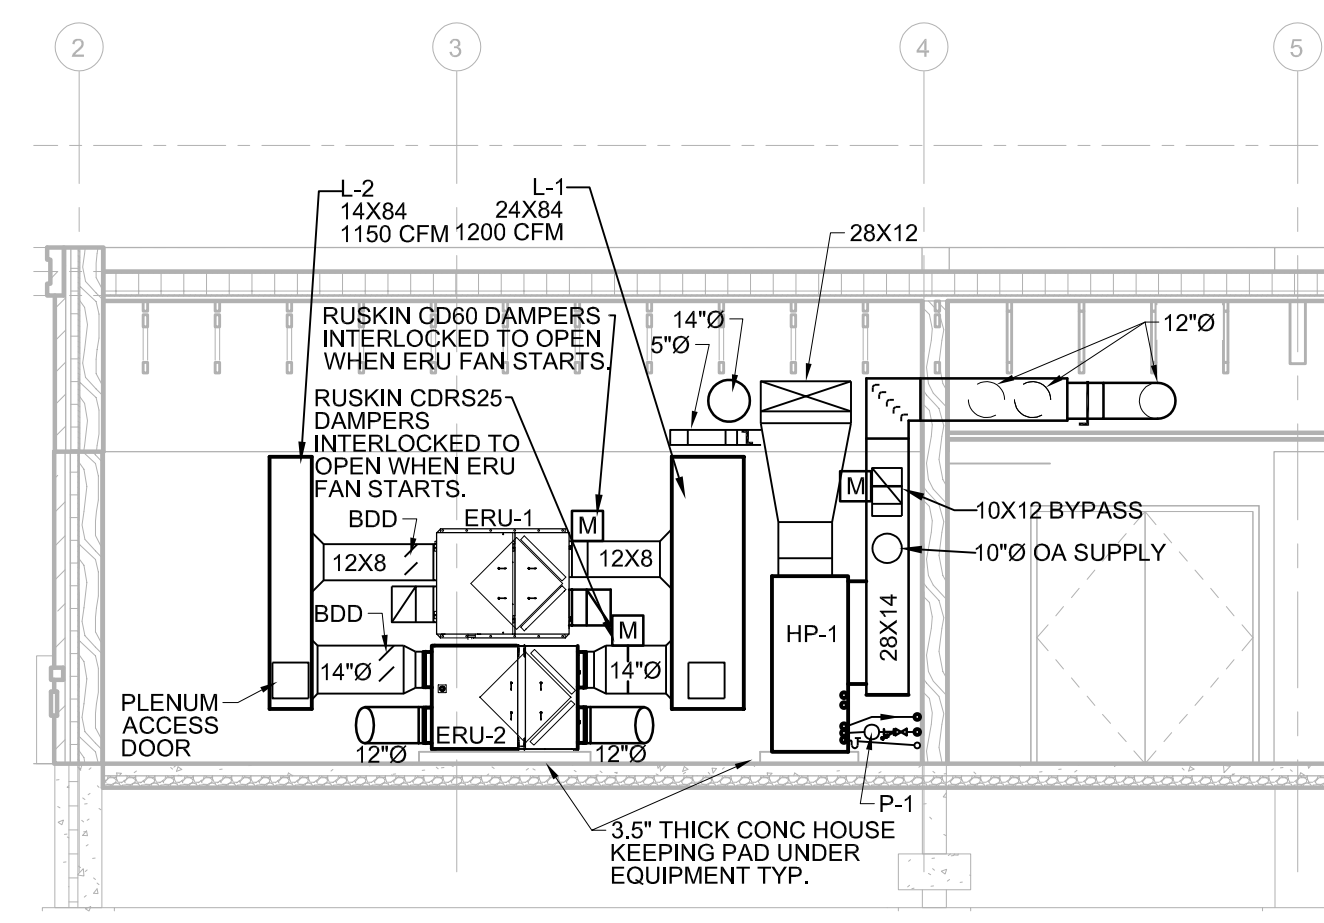 2
3
4
5
L-2
14X84
1150 CFM
L-1
24X84
1200 CFM
28X12
RUSKIN CD60 DAMPERS
INTERLOCKED TO OPEN
WHEN ERU FAN STARTS.
14"Ø
5"Ø
12"Ø
RUSKIN CDRS25
DAMPERS
INTERLOCKED TO
OPEN WHEN ERU
FAN STARTS.
M
10X12 BYPASS
BDD
ERU-1
M
12X8
12X8
10"Ø OA SUPPLY
BDD
M
HP-1
28X14
14"Ø
14"Ø
PLENUM
ACCESS
DOOR
ERU-2
12"Ø
12"Ø
P-1
3.5" THICK CONC HOUSE
KEEPING PAD UNDER
EQUIPMENT TYP.